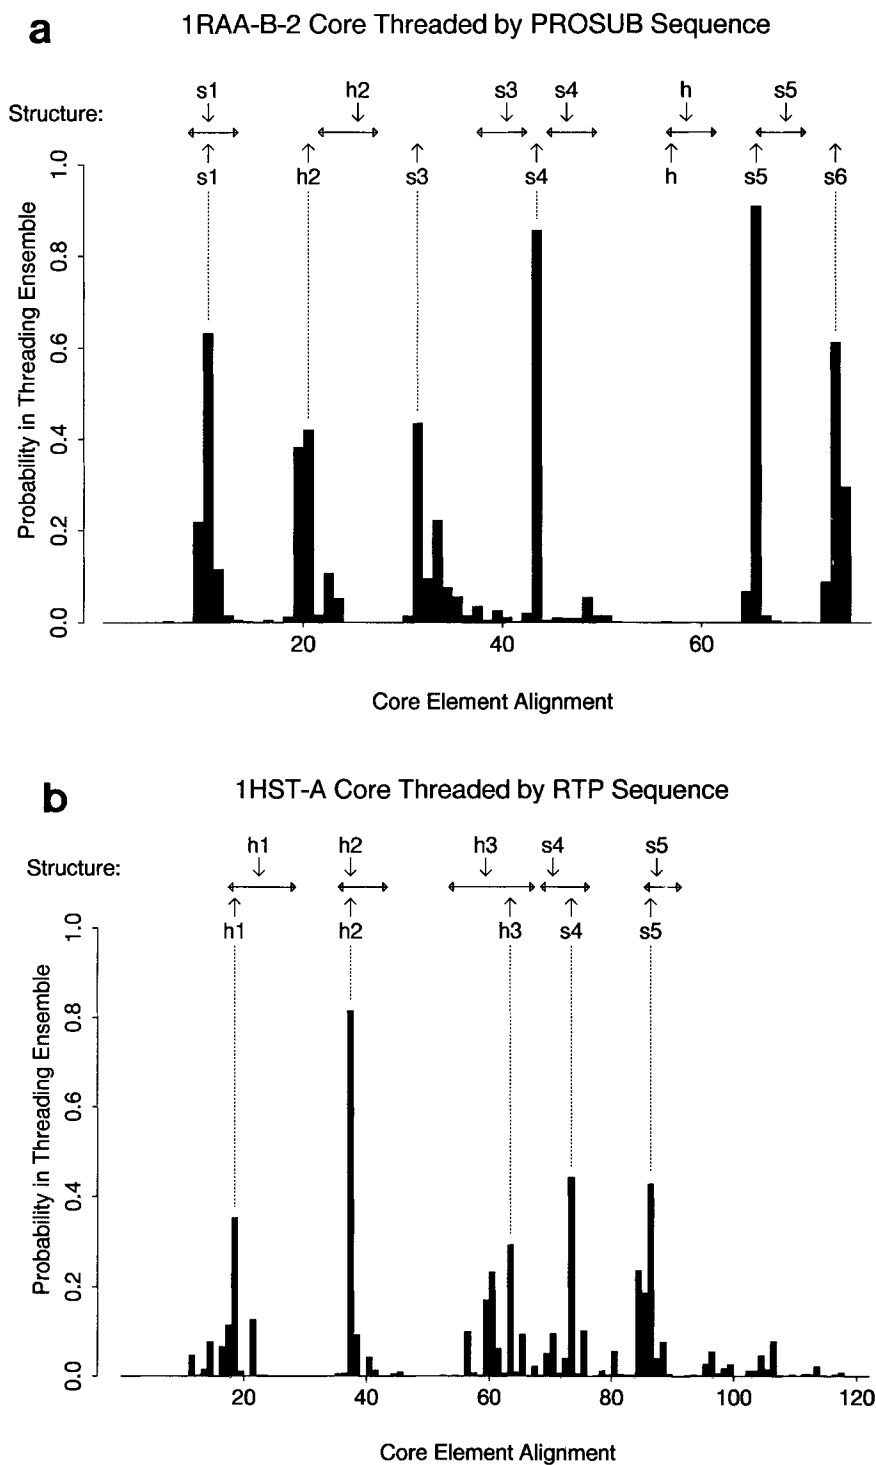 a
1RAA-B-2 Core Threaded by PROSUB Sequence
s1 h2 s3 s4 h s5
Structure:
s1 h2 s3 s4 h s5 s6
Probability in Threading Ensemble
1.0
0.8
0.6
0.4
0.2
0.0
20 40 60
Core Element Alignment
b
1HST-A Core Threaded by RTP Sequence
h1 h2 h3 s4 s5
Structure:
h1 h2 h3 s4 s5
Probability in Threading Ensemble
1.0
0.8
0.6
0.4
0.2
0.0
20 40 60 80 100 120
Core Element Alignment